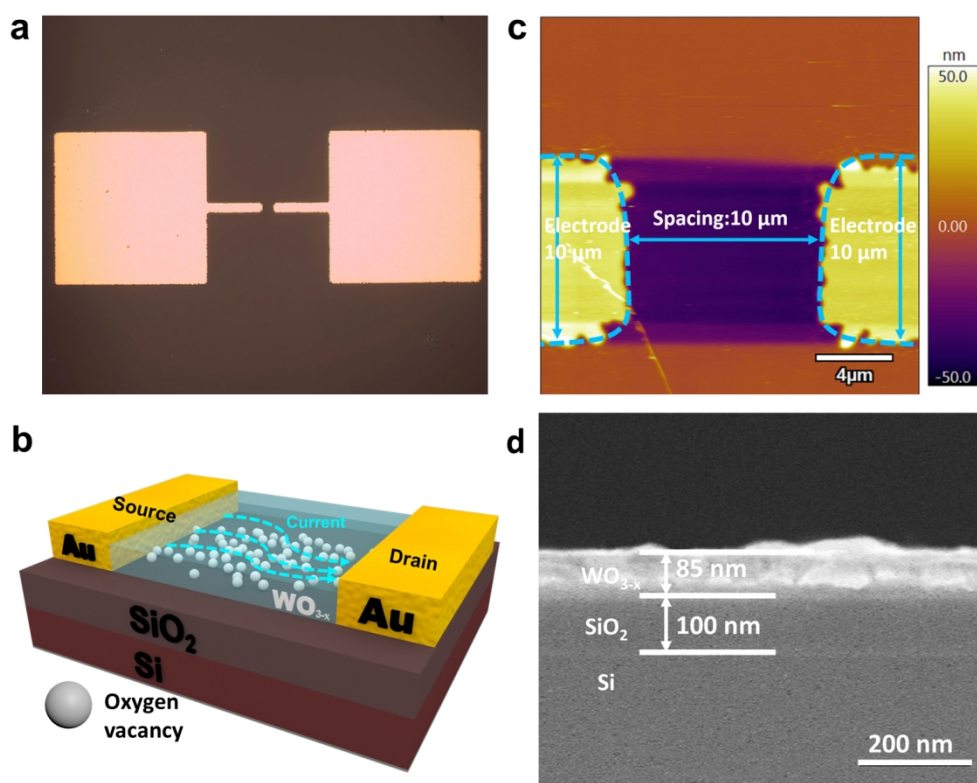 a
c
nm
50.0
0.00
-50.0
Electrode
10 μm
Spacing:10 μm
Electrode
10 μm
4μm
b
Source
Current
Drain
Au
Au
WO3-x
SiO2
Si
Oxygen
vacancy
d
WO3-x
85 nm
SiO2
100 nm
Si
200 nm